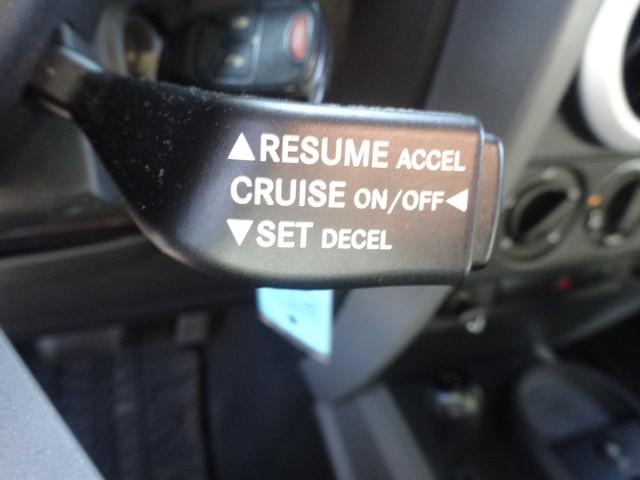 ▲RESUME ACCEL
CRUISE ON/OFF◀
▼SET DECEL